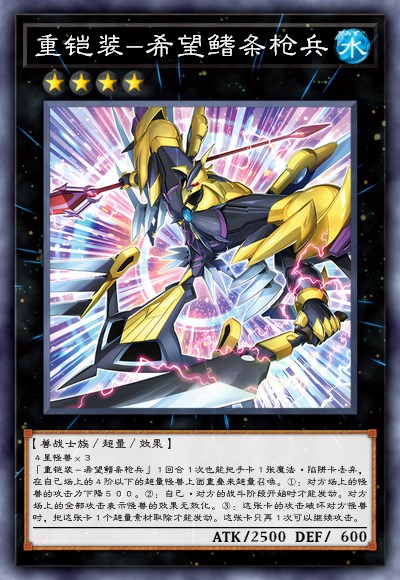 重铠装-希望鳍条枪兵 水
【兽战士族/超量/效果】
4星怪兽×3
「重铠装-希望鳍条枪兵」1回合1次也能把手卡1张魔法·陷阱卡丢弃,
在自己场上的4阶以下的超量怪兽上面重叠来超量召唤。①:对方场上的怪
兽的攻击力下降500。②:自己·对方的战斗阶段开始时才能发动。对方
场上的全部攻击表示怪兽的效果无效化。③:这张卡的攻击破坏对方怪兽
时,把这张卡1个超量素材取除才能发动。这张卡只再1次可以继续攻击。
ATK/2500 DEF/ 600